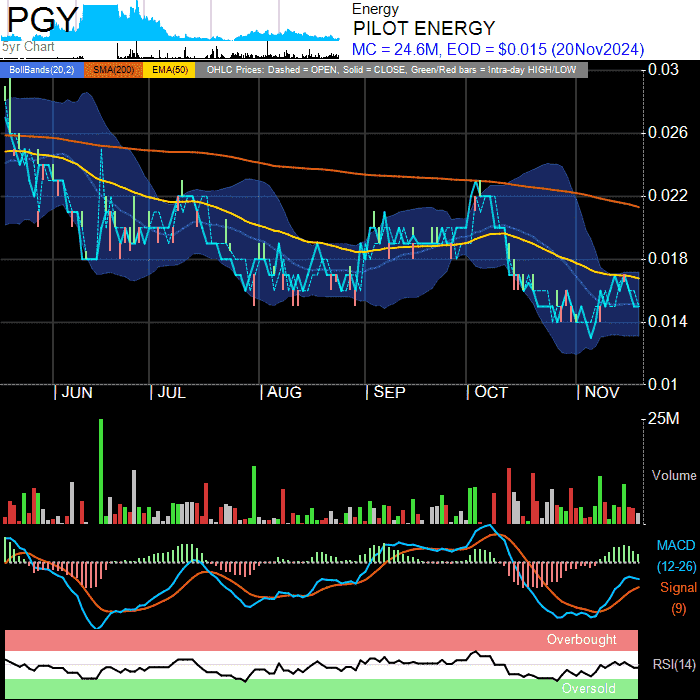 PGY
5yr Chart
Energy
PILOT ENERGY
MC = 24.6M, EOD = $0.015 (20Nov2024)
BollBands(20,2) SMA(200) EMA(50) OHLC Prices: Dashed = OPEN, Solid = CLOSE, Green/Red bars = Intra-day HIGH/LOW
0.03
0.026
0.022
0.018
0.014
0.01
| JUN | JUL | AUG | SEP | OCT | NOV
25M
Volume
MACD
(12-26)
Signal
(9)
Overbought
RSI(14)
Oversold